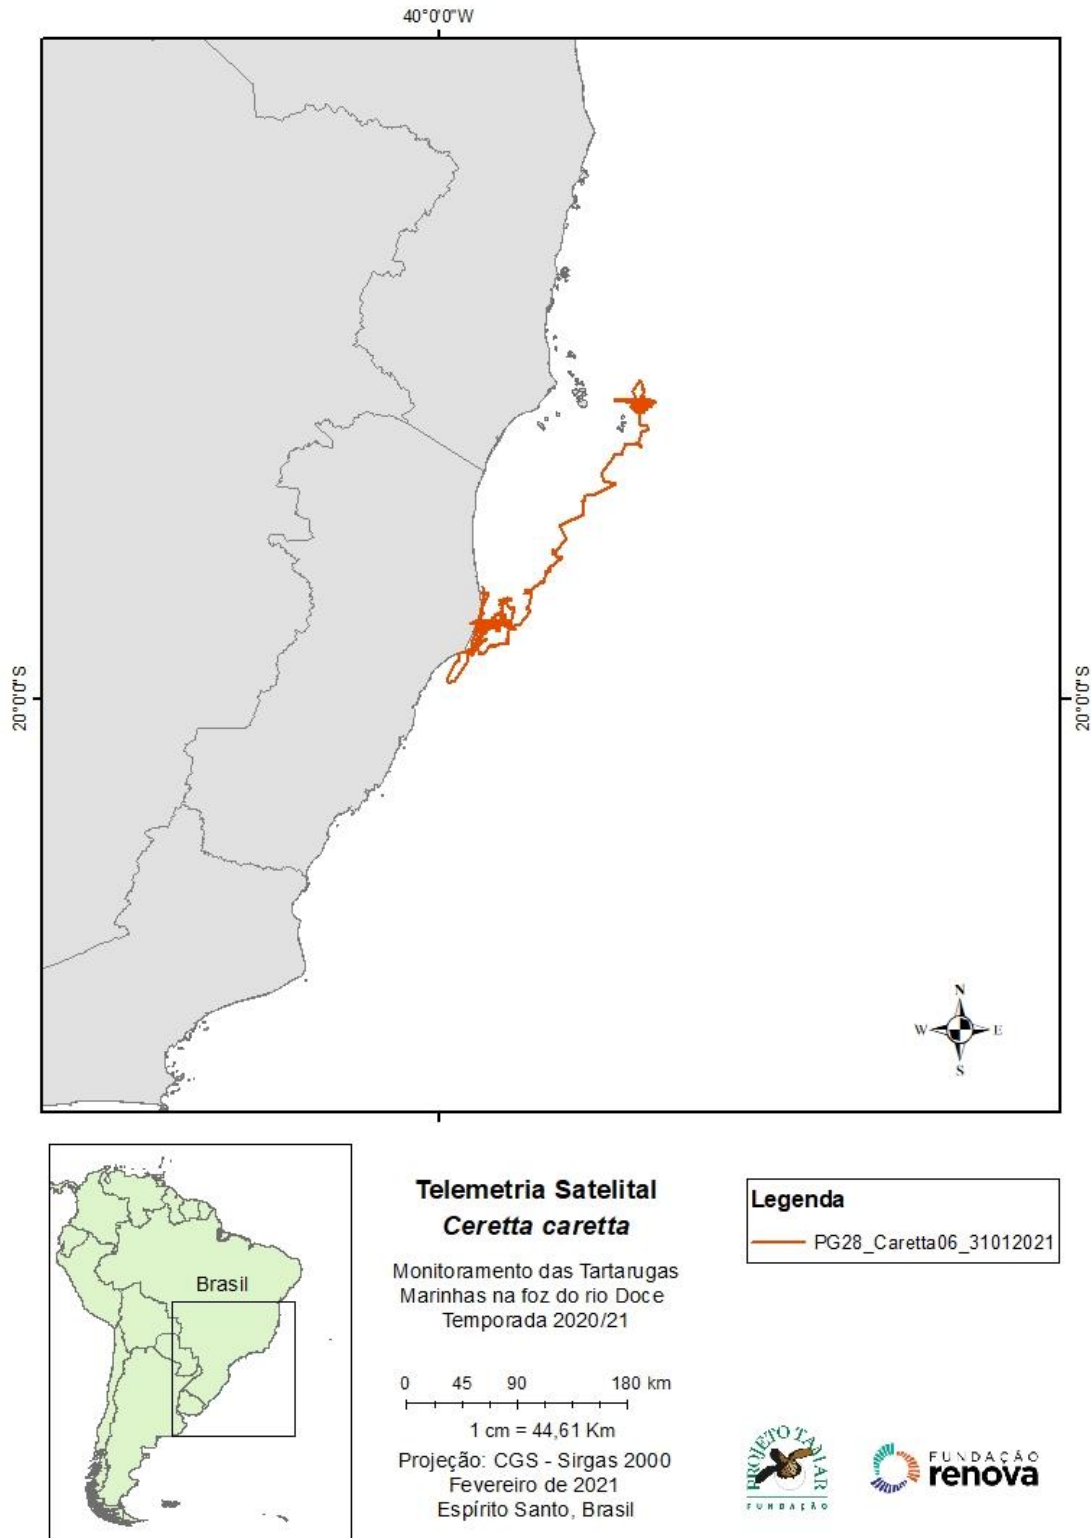 40°0'0"W
20°0'0"S
20°0'0"S
N
W E
S
Brasil
Telemetria Satelital
Ceretta caretta
Monitoramento das Tartarugas
Marinhas na foz do rio Doce
Temporada 2020/21
0 45 90 180 km
1 cm = 44,61 Km
Projeção: CGS - Sirgas 2000
Fevereiro de 2021
Espírito Santo, Brasil
Legenda
PG28_Caretta06_31012021
PROJETO TAMAR
FUNDAÇÃO
FUNDAÇÃO
renova